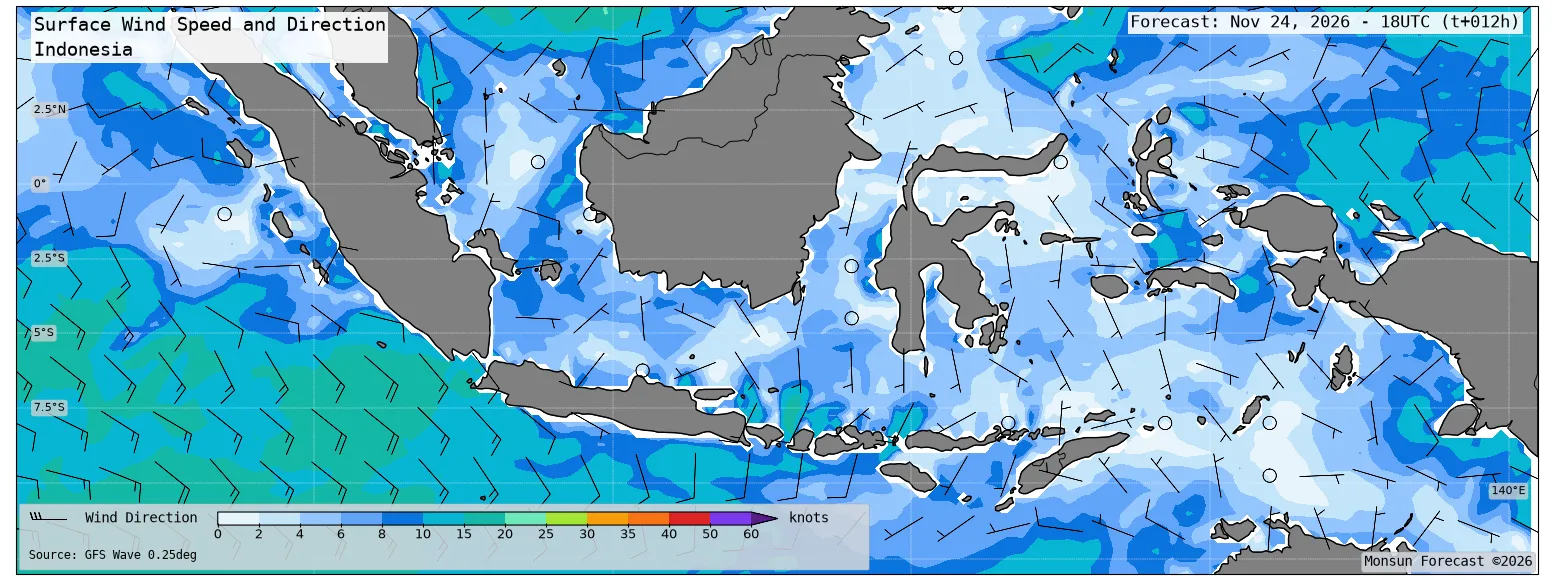 Surface Wind Speed and Direction
Indonesia
Forecast: Nov 24, 2026 - 18UTC (t+012h)
2.5°N
0°
2.5°S
5°S
7.5°S
140°E
Wind Direction
0 2 4 6 8 10 15 20 25 30 35 40 50 60
knots
Source: GFS Wave 0.25deg
Monsun Forecast ©2026